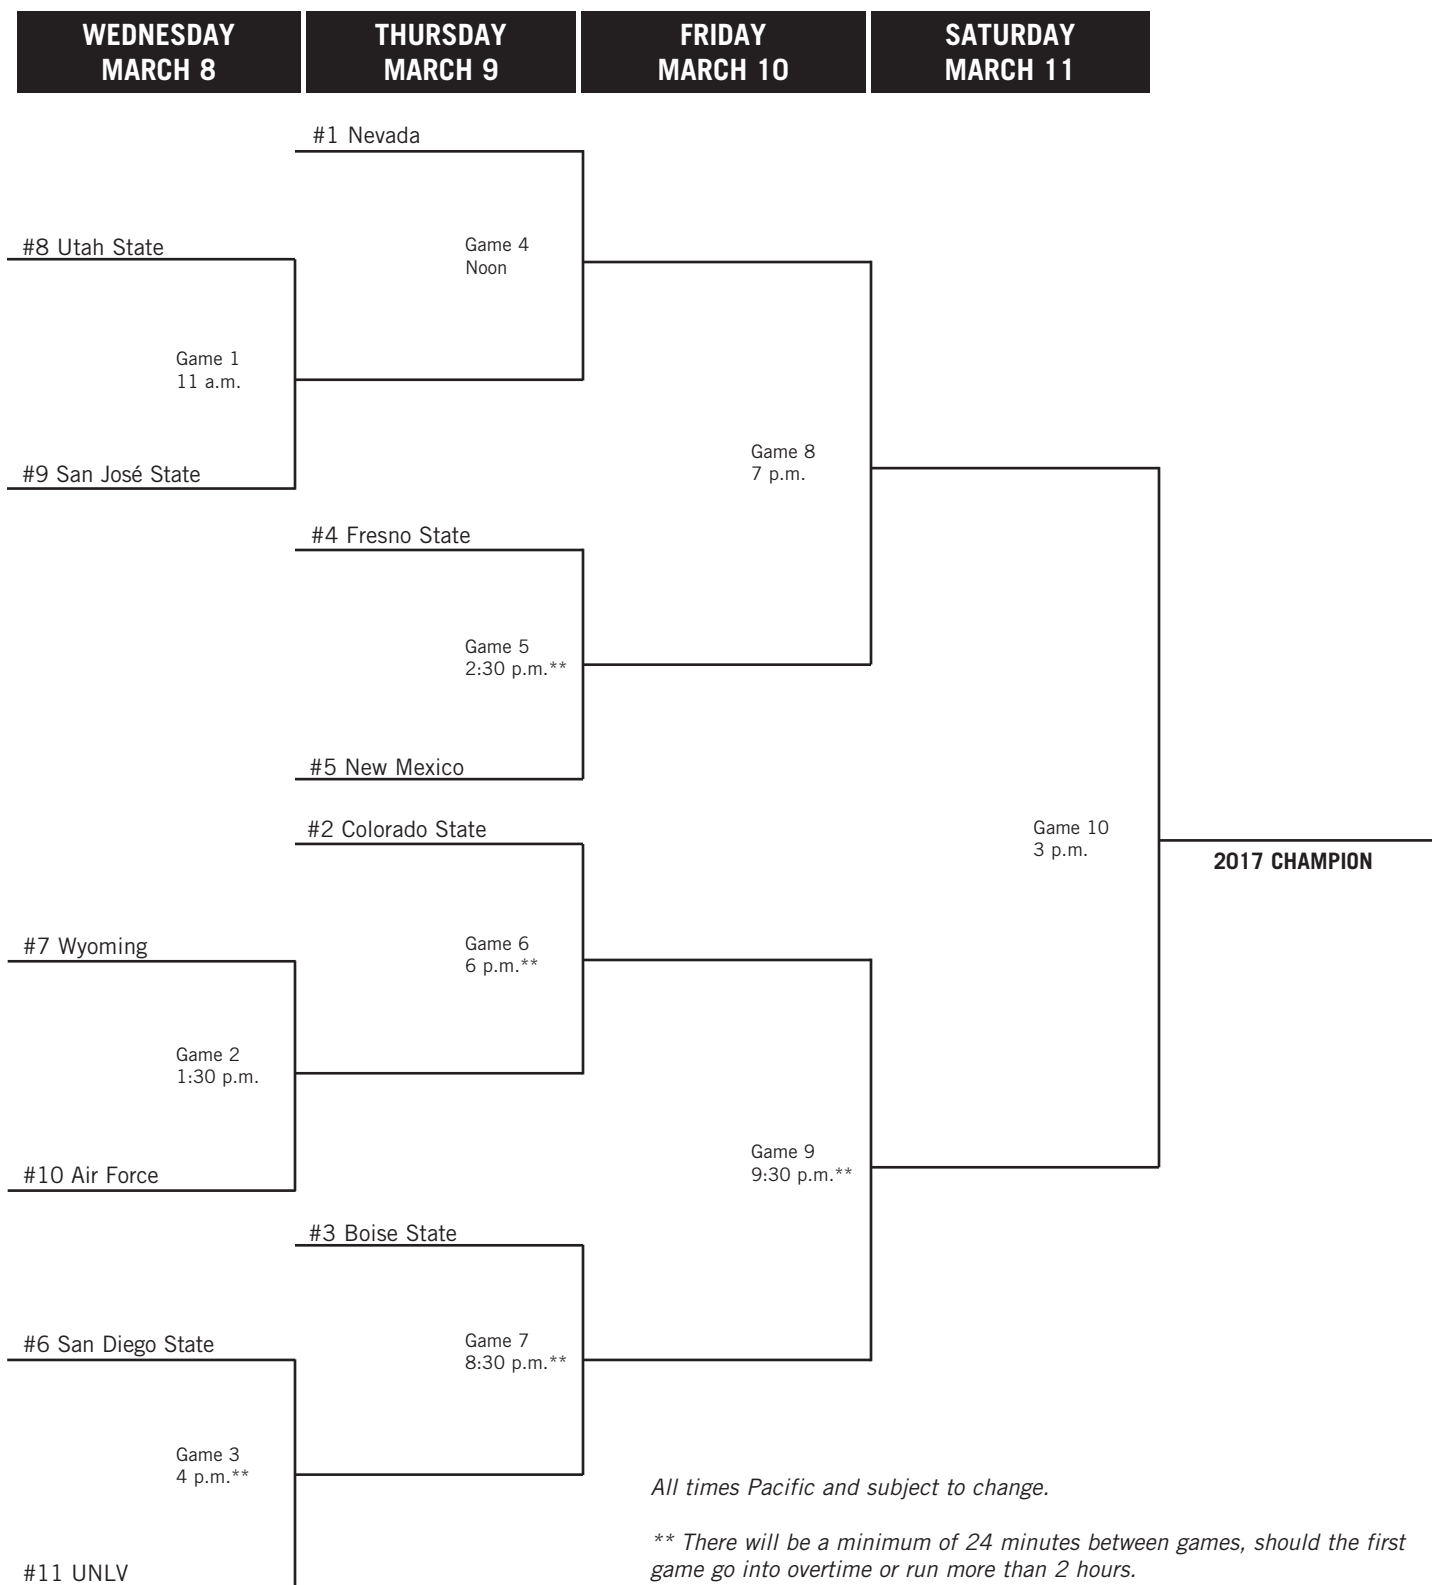 WEDNESDAY
MARCH 8
THURSDAY
MARCH 9
FRIDAY
MARCH 10
SATURDAY
MARCH 11
#1 Nevada
#8 Utah State
Game 4
Noon
Game 1
11 a.m.
Game 8
7 p.m.
#9 San José State
#4 Fresno State
Game 5
2:30 p.m.**
#5 New Mexico
#2 Colorado State
Game 10
3 p.m.
2017 CHAMPION
#7 Wyoming
Game 6
6 p.m.**
Game 2
1:30 p.m.
#10 Air Force
Game 9
9:30 p.m.**
#3 Boise State
#6 San Diego State
Game 7
8:30 p.m.**
Game 3
4 p.m.**
#11 UNLV
All times Pacific and subject to change.
** There will be a minimum of 24 minutes between games, should the first
game go into overtime or run more than 2 hours.